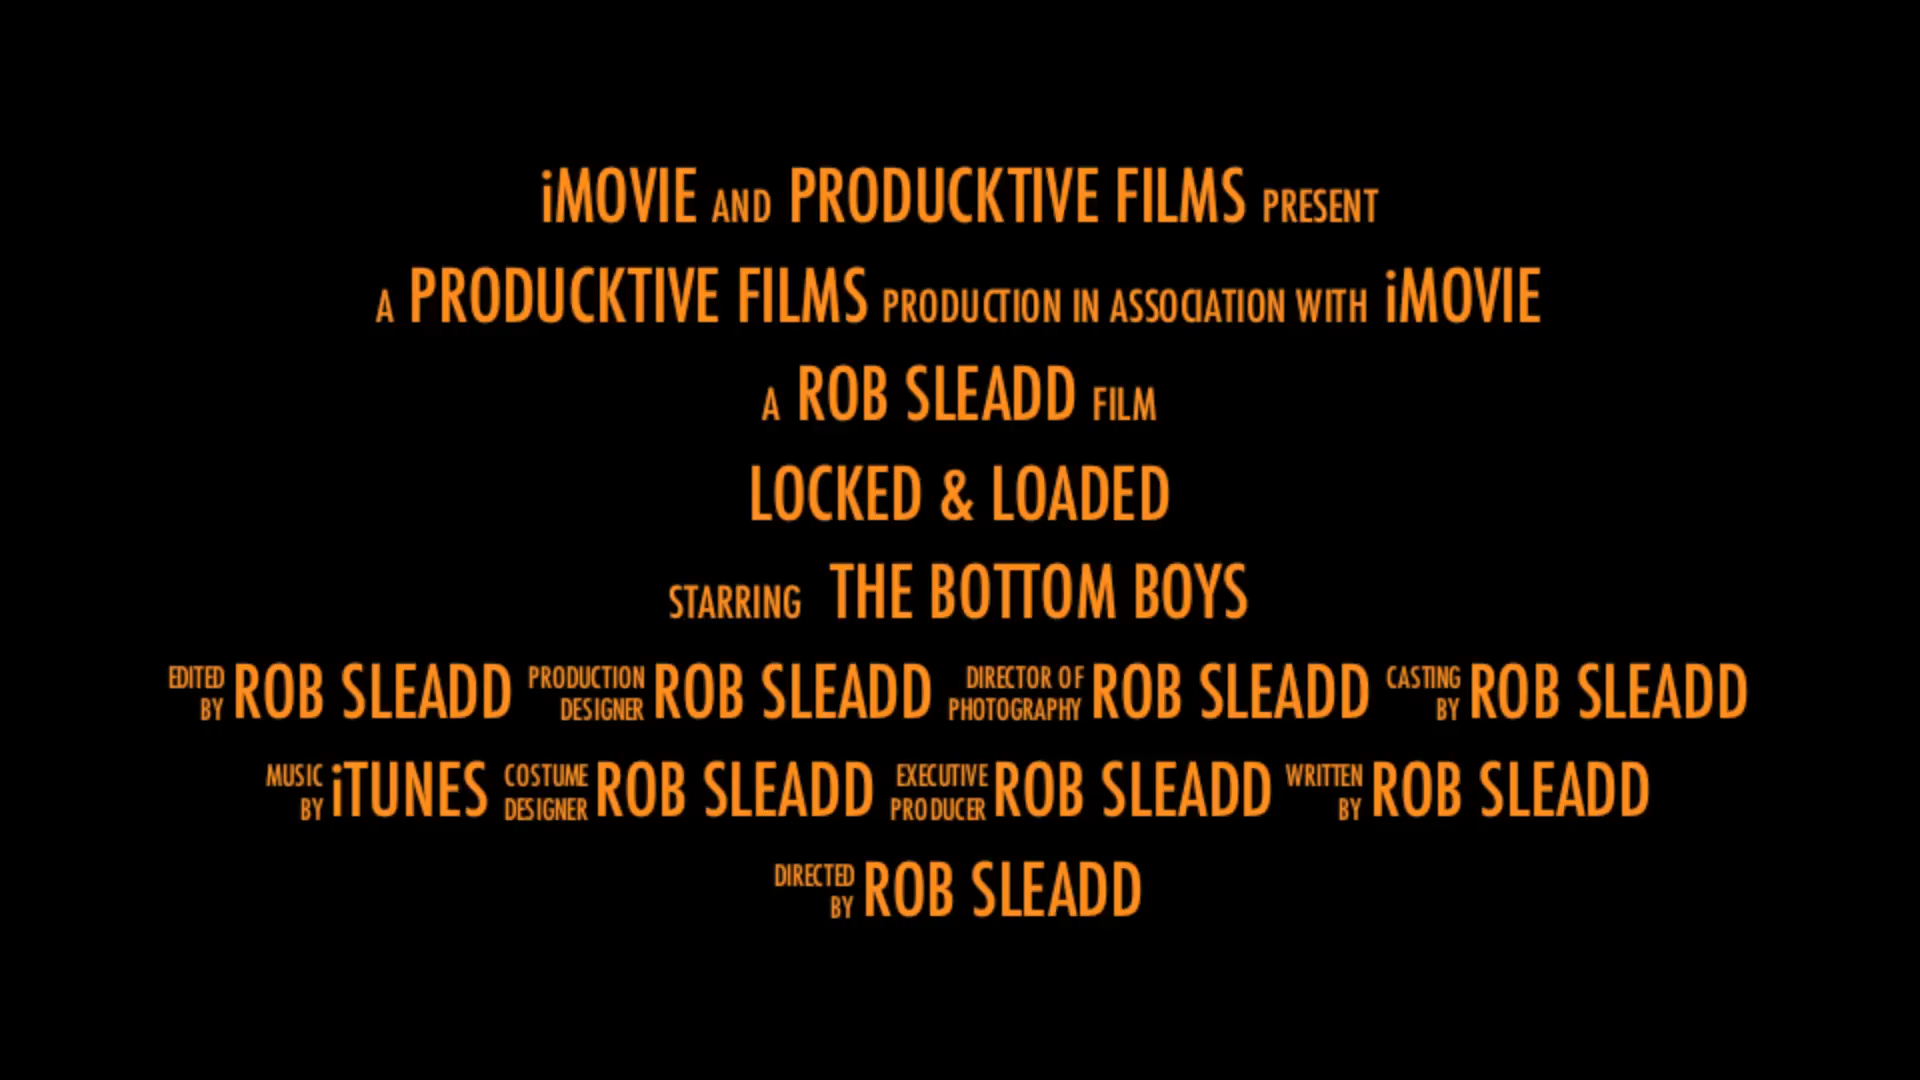 iMOVIE AND PRODUCKTIVE FILMS PRESENT
A PRODUCKTIVE FILMS PRODUCTION IN ASSOCIATION WITH iMOVIE
A ROB SLEADD FILM
LOCKED & LOADED
STARRING THE BOTTOM BOYS
EDITED BY ROB SLEADD PRODUCTION DESIGNER ROB SLEADD DIRECTOR OF PHOTOGRAPHY ROB SLEADD CASTING BY ROB SLEADD
MUSIC BY iTUNES COSTUME DESIGNER ROB SLEADD EXECUTIVE PRODUCER ROB SLEADD WRITTEN BY ROB SLEADD
DIRECTED BY ROB SLEADD